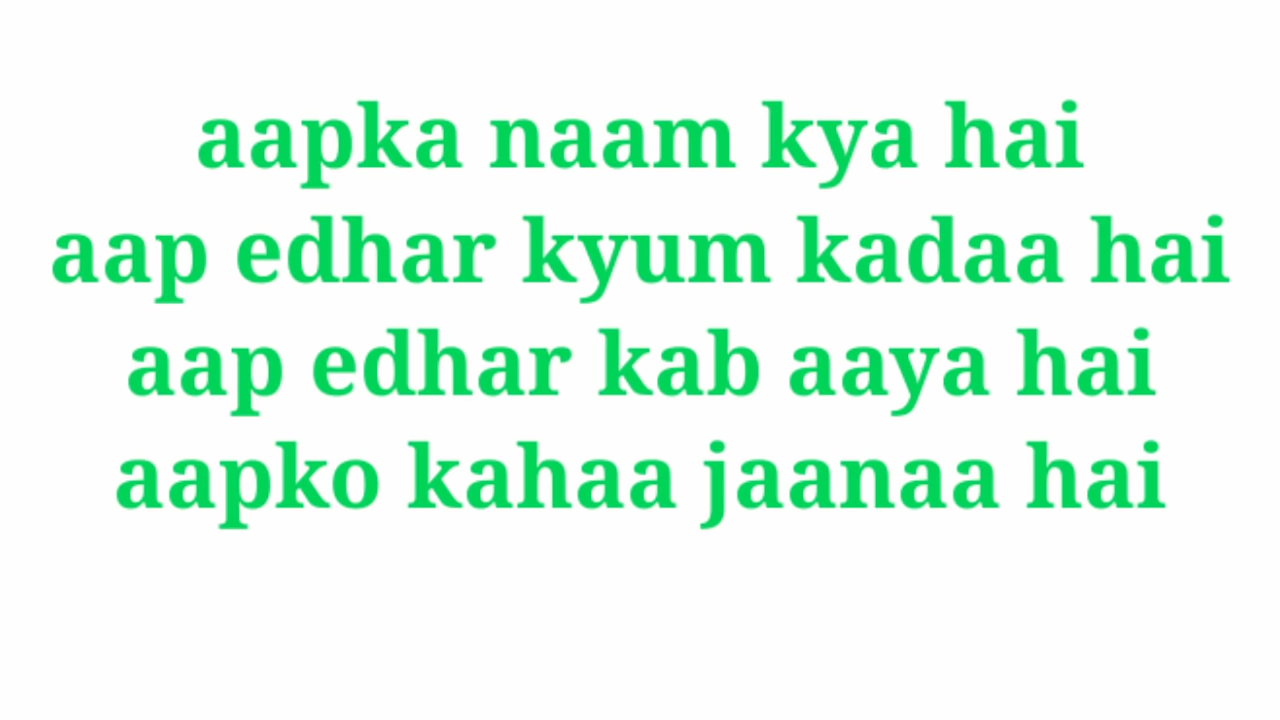 aapka naam kya hai
aap edhar kyum kadaa hai
aap edhar kab aaya hai
aapko kahaa jaanaa hai